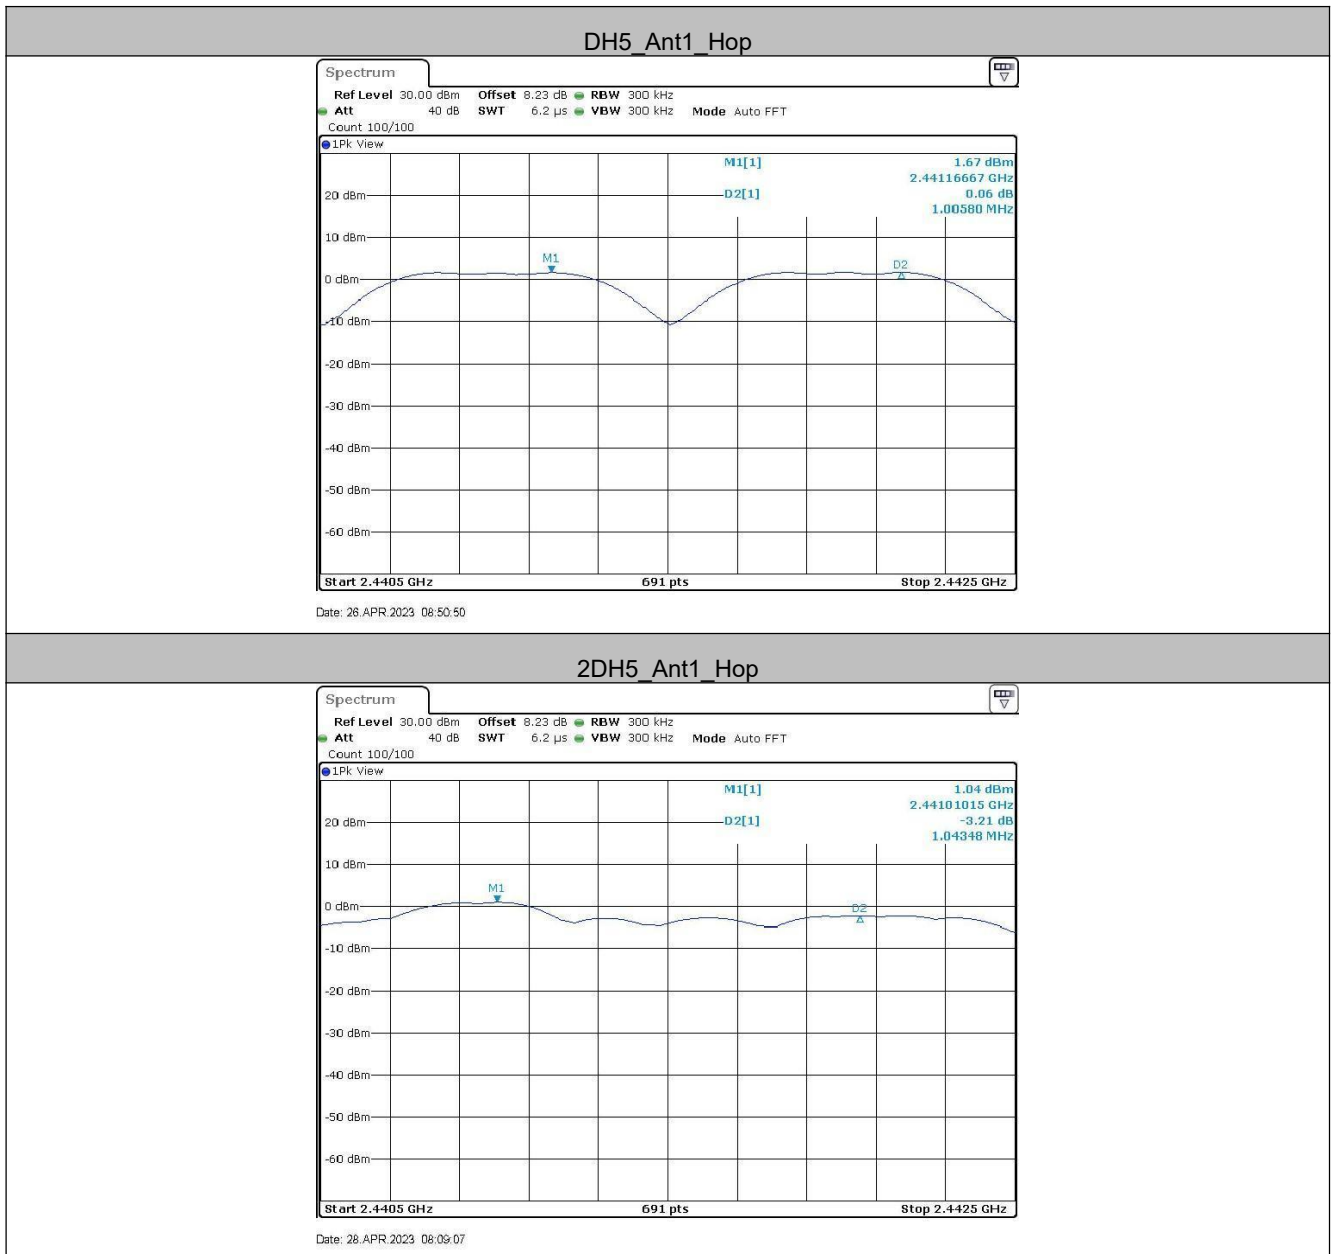 DH5_Ant1_Hop
Spectrum
Ref Level 30.00 dBm Offset 8.23 dB RBW 300 kHz
Att 40 dB SWT 6.2 µs VBW 300 kHz Mode Auto FFT
Count 100/100
1Pk View
M1[1] 1.67 dBm
2.44116667 GHz
20 dBm D2[1] 0.06 dB
1.00580 MHz
10 dBm
M1
D2
0 dBm
-10 dBm
-20 dBm
-30 dBm
-40 dBm
-50 dBm
-60 dBm
Start 2.4405 GHz 691 pts Stop 2.4425 GHz
Date: 26.APR.2023 08:50:50
2DH5_Ant1_Hop
Spectrum
Ref Level 30.00 dBm Offset 8.23 dB RBW 300 kHz
Att 40 dB SWT 6.2 µs VBW 300 kHz Mode Auto FFT
Count 100/100
1Pk View
M1[1] 1.04 dBm
2.44101015 GHz
20 dBm D2[1] -3.21 dB
1.04348 MHz
10 dBm
M1
0 dBm D2
-10 dBm
-20 dBm
-30 dBm
-40 dBm
-50 dBm
-60 dBm
Start 2.4405 GHz 691 pts Stop 2.4425 GHz
Date: 28.APR.2023 08:09:07